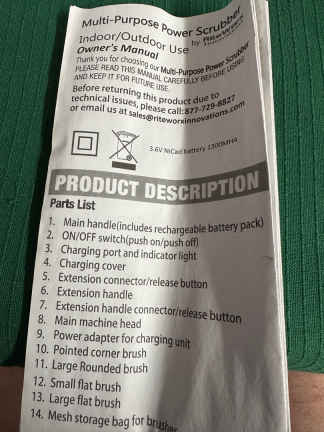 Multi-Purpose Power Scrubber
Indoor/Outdoor Use by RiteWorx
Owner's Manual
Thank you for choosing our Multi-Purpose Power Scrubber
PLEASE READ THIS MANUAL CAREFULLY BEFORE USING
AND KEEP IT FOR FUTURE USE.
Before returning this product due to
technical issues, please call:877-729-8827
or email us at sales@riteworxinnovations.com
3.6V NiCad battery 1300MHA
PRODUCT DESCRIPTION
Parts List
1. Main handle(includes rechargeable battery pack)
2. ON/OFF switch(push on/push off)
3. Charging port and indicator light
4. Charging cover
5. Extension connector/release button
6. Extension handle
7. Extension handle connector/release button
8. Main machine head
9. Power adapter for charging unit
10. Pointed corner brush
11. Large Rounded brush
12. Small flat brush
13. Large flat brush
14. Mesh storage bag for brushes